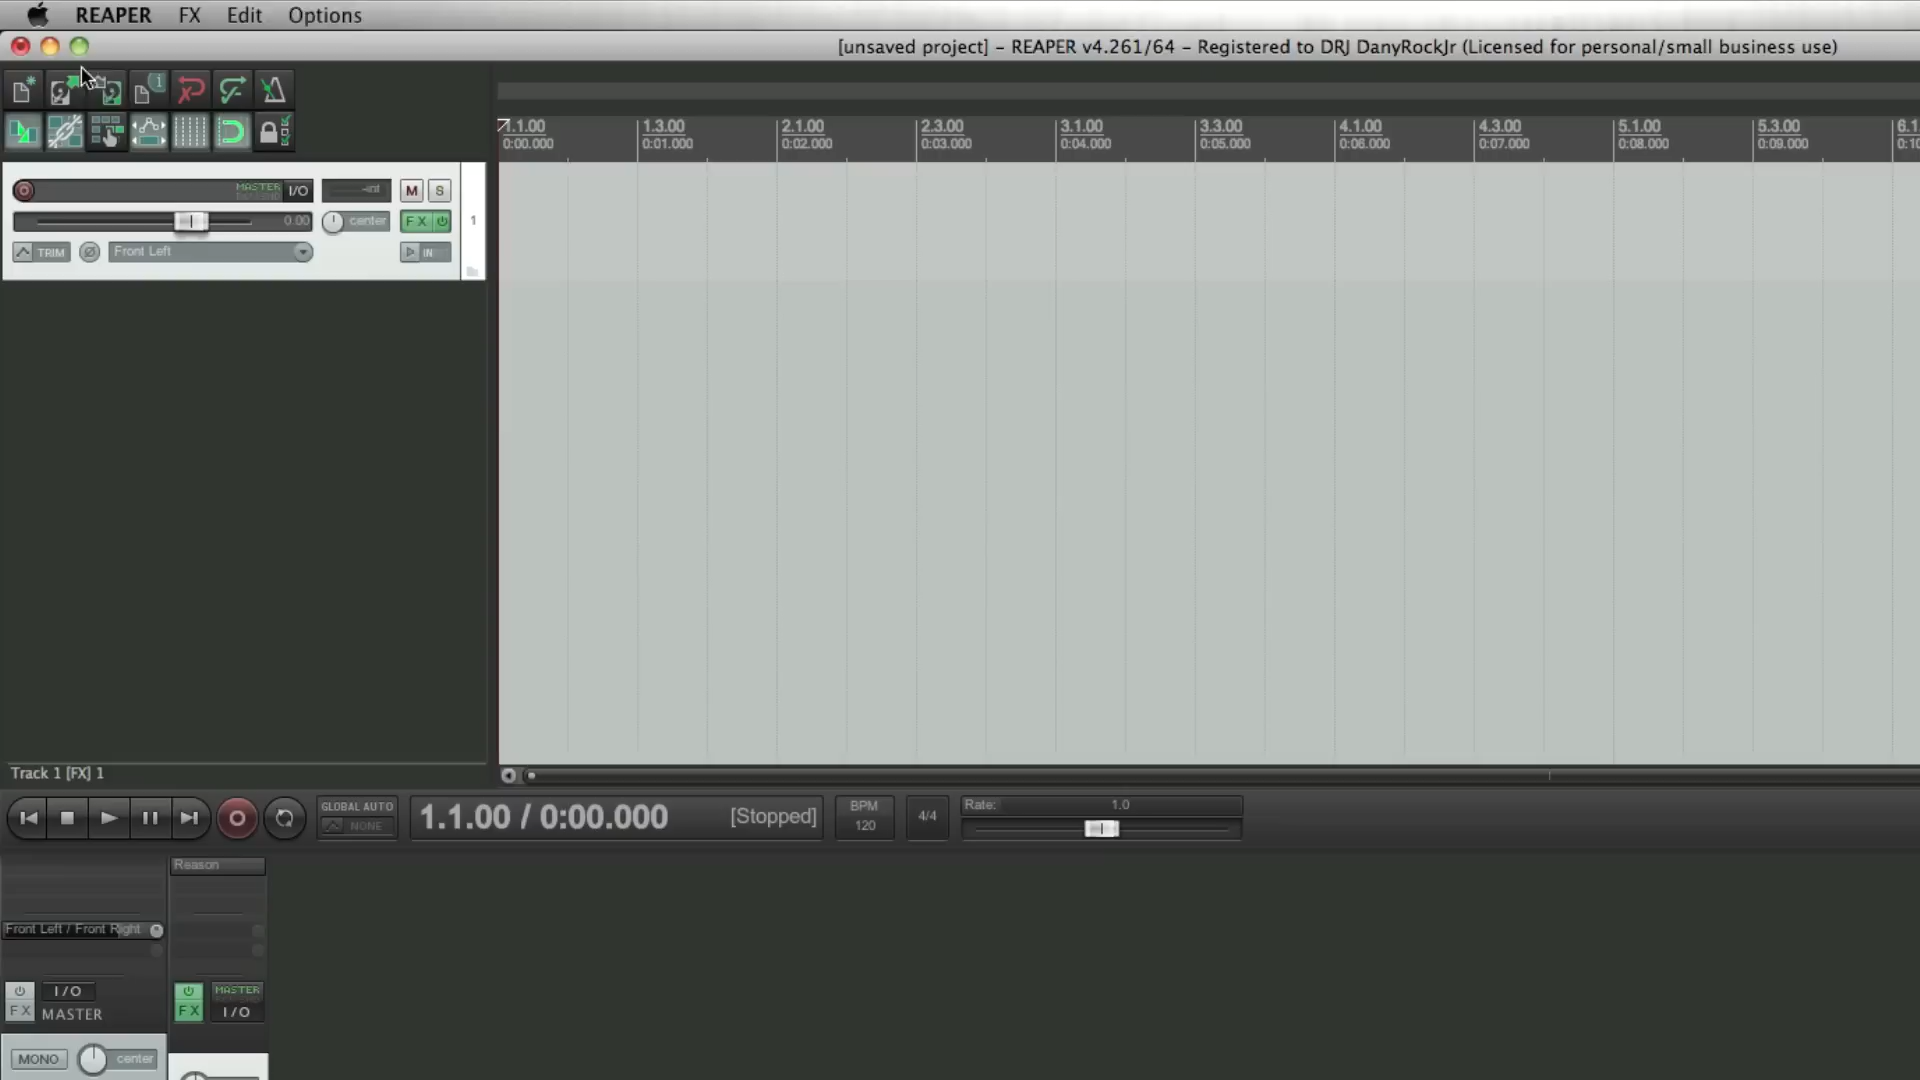 REAPER FX Edit Options
[unsaved project] - REAPER v4.261/64 - Registered to DRJ DanyRockJr (Licensed for personal/small business use)
1.1.00 1.3.00 2.1.00 2.3.00 3.1.00 3.3.00 4.1.00 4.3.00 5.1.00 5.3.00 6.1
0:00.000 0:01.000 0:02.000 0:03.000 0:04.000 0:05.000 0:06.000 0:07.000 0:08.000 0:09.000 0:10
MASTER I/O -inf M S
0.00 center FX 1
TRIM Front Left IN
Track 1 [FX] 1
GLOBAL AUTO
NONE
1.1.00 / 0:00.000 [Stopped]
BPM
120
4/4
Rate: 1.0
Reason
Front Left / Front Right
I/O MASTER
FX MASTER FX I/O
MONO center